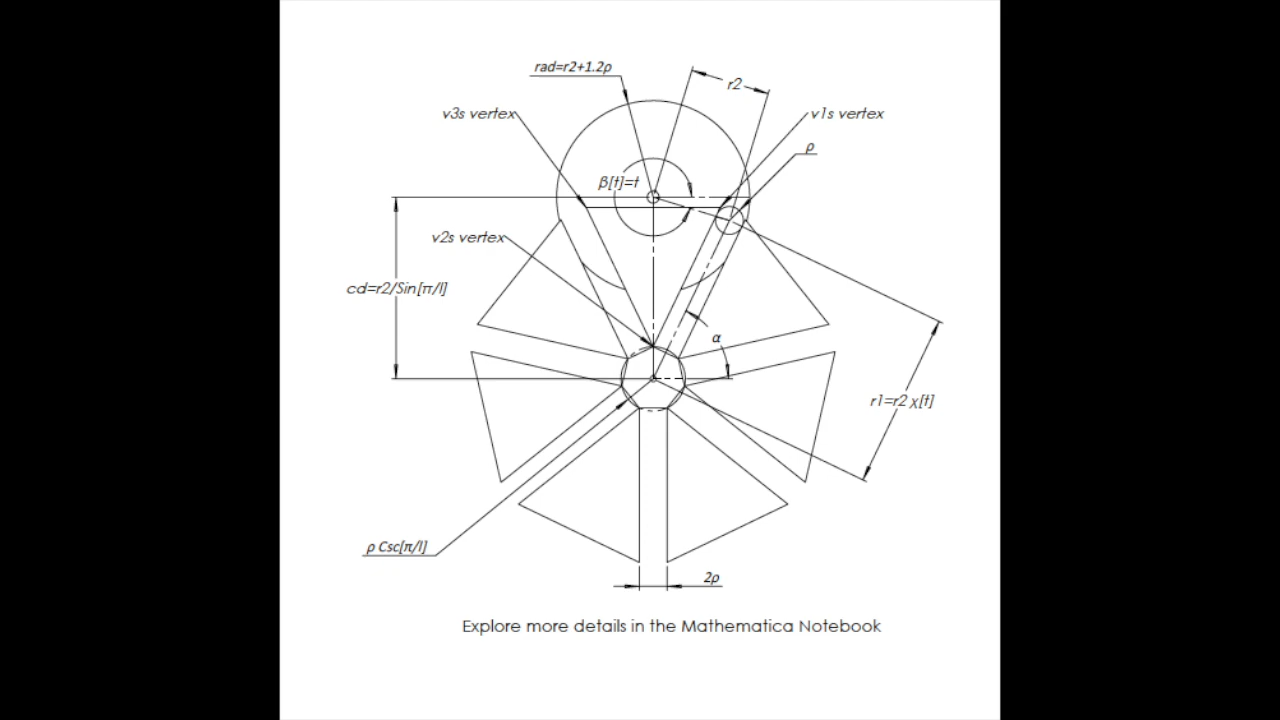 rad=r2+1.2ρ
r2
v3s vertex
v1s vertex
ρ
β[t]=t
v2s vertex
cd=r2/Sin[π/l]
α
r1=r2 χ[t]
ρ Csc[π/l]
2ρ
Explore more details in the Mathematica Notebook